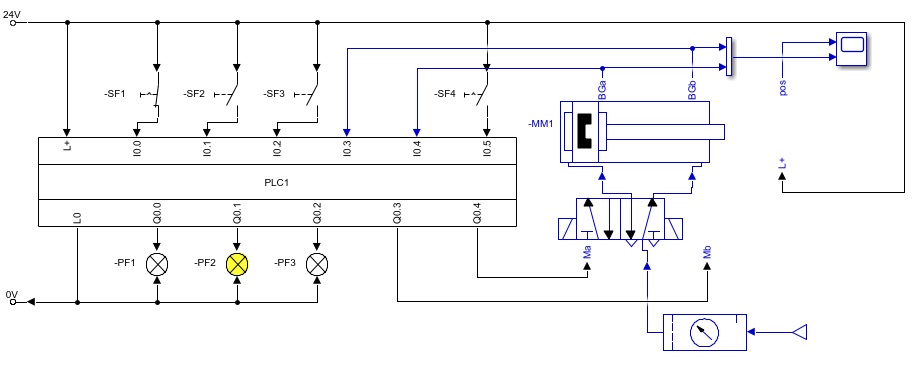 24V
-SF1
-SF2
-SF3
-SF4
BGa
BGb
pos
-MM1
L+
I0.0
I0.1
I0.2
I0.3
I0.4
I0.5
L+
PLC1
L0
Q0.0
Q0.1
Q0.2
Q0.3
Q0.4
-PF1
-PF2
-PF3
Ma
Mb
0V